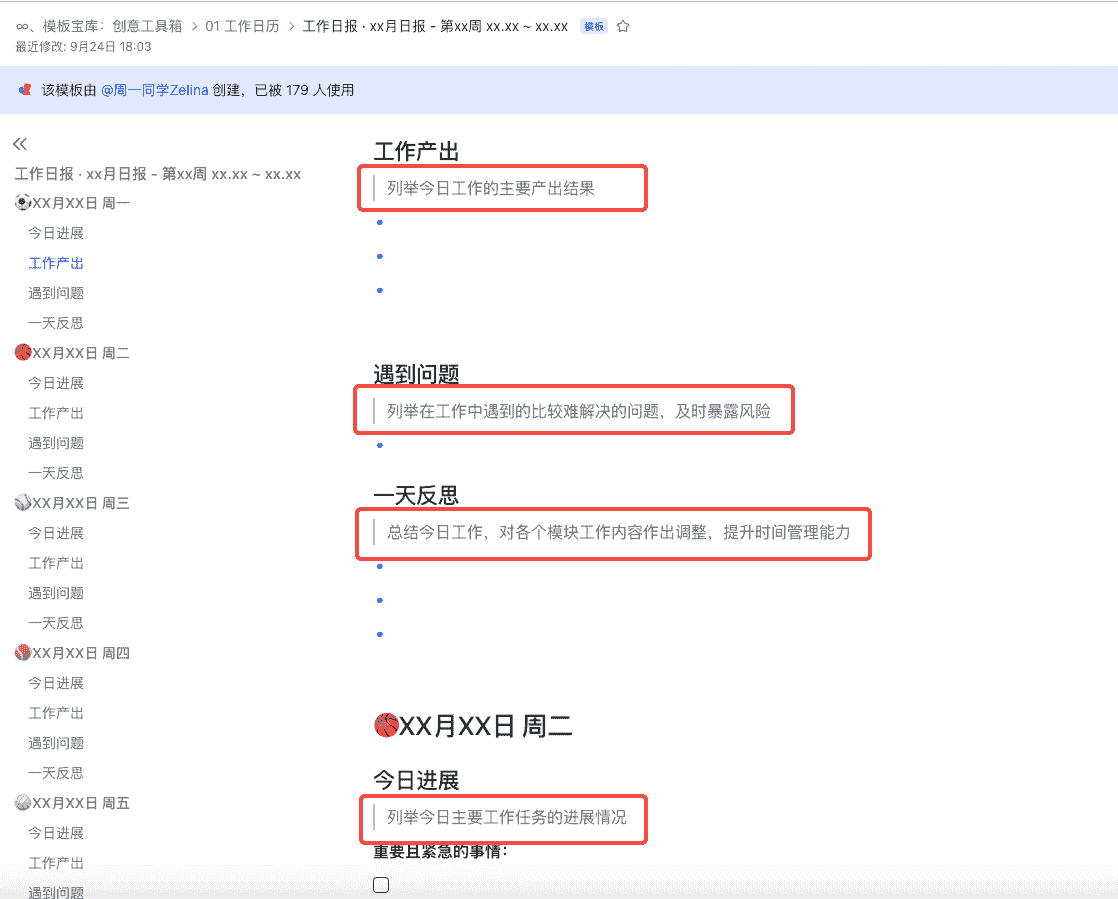 ∞、模板宝库：创意工具箱 > 01 工作日历 > 工作日报 · xx月日报 - 第xx周 xx.xx ~ xx.xx 模板
最近修改: 9月24日 18:03
该模板由 @周一同学Zelina 创建，已被 179 人使用
工作日报 · xx月日报 - 第xx周 xx.xx ~ xx.xx
XX月XX日 周一
今日进展
工作产出
遇到问题
一天反思
XX月XX日 周二
今日进展
工作产出
遇到问题
一天反思
XX月XX日 周三
今日进展
工作产出
遇到问题
一天反思
XX月XX日 周四
今日进展
工作产出
遇到问题
一天反思
XX月XX日 周五
今日进展
工作产出
遇到问题
工作产出
列举今日工作的主要产出结果
遇到问题
列举在工作中遇到的比较难解决的问题，及时暴露风险
一天反思
总结今日工作，对各个模块工作内容作出调整，提升时间管理能力
XX月XX日 周二
今日进展
列举今日主要工作任务的进展情况
重要且紧急的事情：